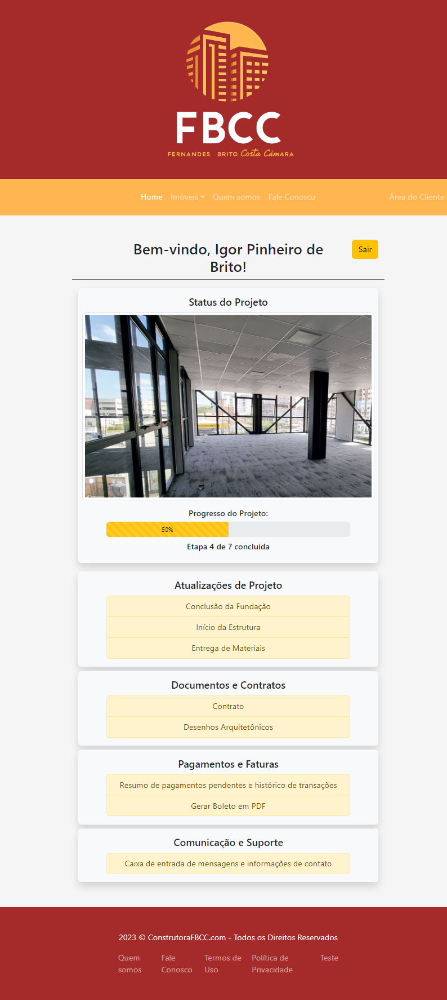 FBCC
FERNANDES BRITO Costa Câmara
Home Imóveis Quem somos Fale Conosco Área do Cliente
Bem-vindo, Igor Pinheiro de
Brito!
Sair
Status do Projeto
Progresso do Projeto:
50%
Etapa 4 de 7 concluída
Atualizações de Projeto
Conclusão da Fundação
Início da Estrutura
Entrega de Materiais
Documentos e Contratos
Contrato
Desenhos Arquitetônicos
Pagamentos e Faturas
Resumo de pagamentos pendentes e histórico de transações
Gerar Boleto em PDF
Comunicação e Suporte
Caixa de entrada de mensagens e informações de contato
2023 © ConstrutoraFBCC.com - Todos os Direitos Reservados
Quem
somos
Fale
Conosco
Termos de
Uso
Política de
Privacidade
Teste